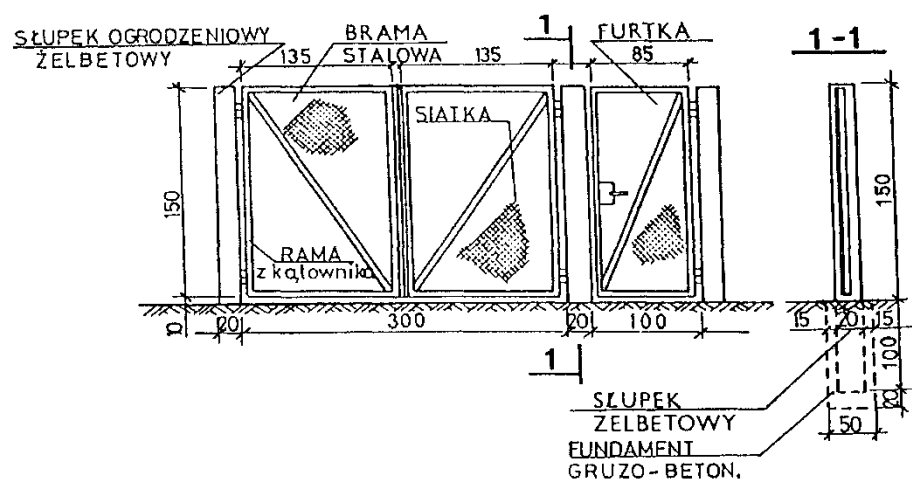 SŁUPEK OGRODZENIOWY
ŻELBETOWY
BRAMA
STALOWA
135
135
1
FURTKA
85
1-1
SIATKA
RAMA
z kątownika
150
150
10
20
300
20
100
1
15
20
15
100
20
50
SŁUPEK
ŻELBETOWY
FUNDAMENT
GRUZO-BETON.